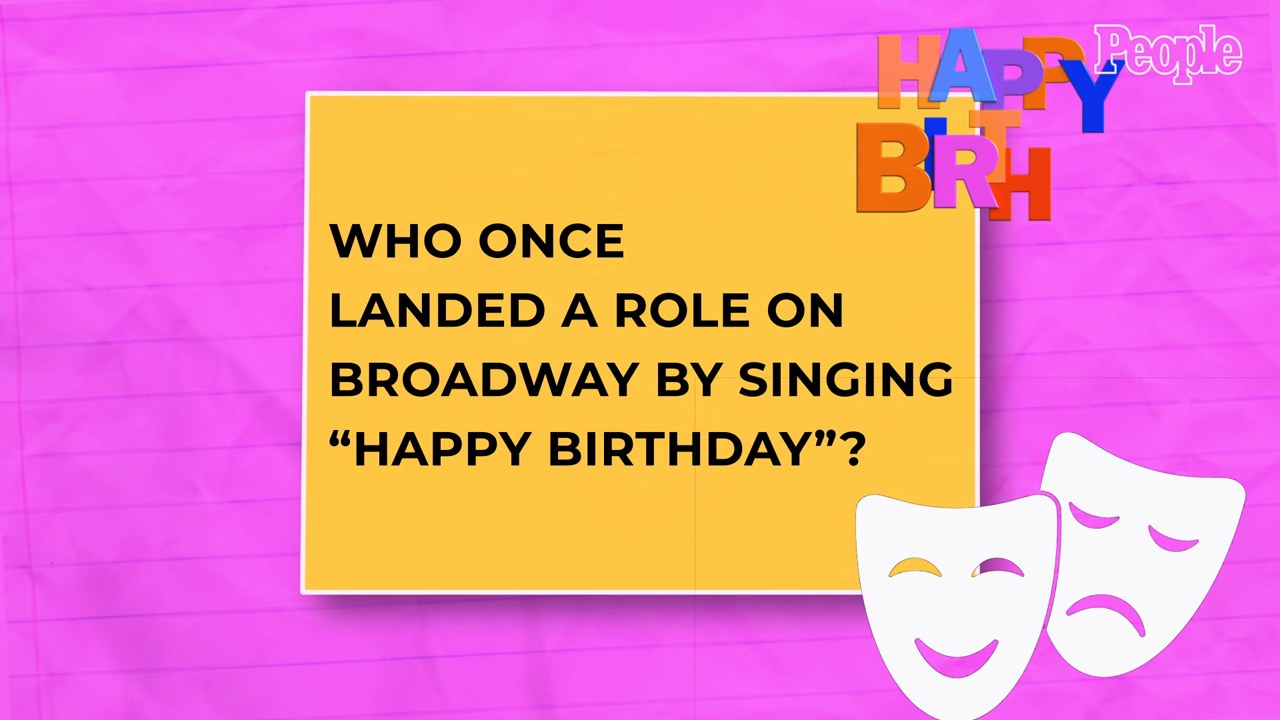 People
HAPPY
BIRTH
WHO ONCE
LANDED A ROLE ON
BROADWAY BY SINGING
“HAPPY BIRTHDAY”?